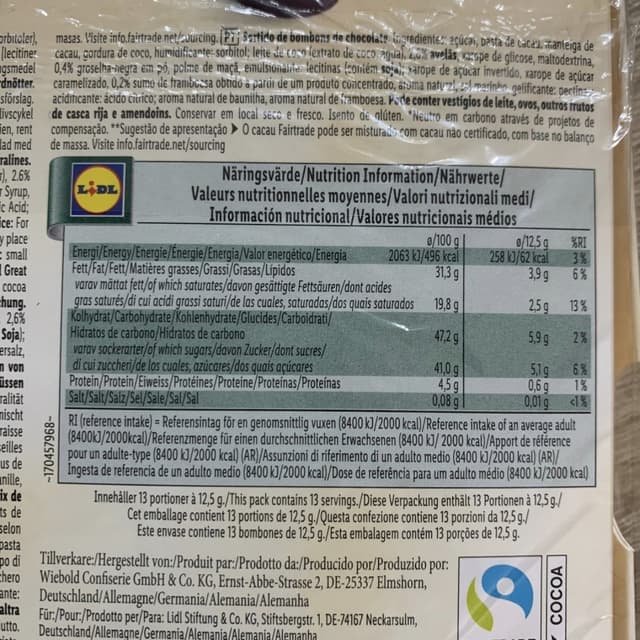 masas. Visite info.fairtrade.net/sourcing. PT Sortido de bombons de chocolate. Ingredientes: açúcar, pasta de cacau, manteiga de
cacau, gordura de coco, humidificante: sorbitol; leite de coco (extrato de coco, água), 2,6% avelãs, xarope de glicose, maltodextrina,
0,4% groselha-negra em pó, polme de maçã, emulsionante: lecitinas (contém soja), xarope de açúcar invertido, xarope de açúcar
caramelizado, 0,2% sumo de framboesa obtido a partir de um produto concentrado, aroma natural, sal marinho, gelificante: pectina,
acidificante: ácido cítrico; aroma natural de baunilha, aroma natural de framboesa. Pode conter vestígios de leite, ovos, outros frutos
de casca rija e amendoins. Conservar em local seco e fresco. Isento de glúten. *Neutro em carbono através de projetos de
compensação. **Sugestão de apresentação ▶ O cacau Fairtrade pode ser misturado com cacau não certificado, com base no balanço
de massa. Visite info.fairtrade.net/sourcing
LIDL
Näringsvärde/Nutrition Information/Nährwerte/
Valeurs nutritionnelles moyennes/Valori nutrizionali medi/
Información nutricional/Valores nutricionais médios
ø/100 g ø/12,5 g %RI
Energi/Energy/Energie/Énergie/Energia/Valor energético/Energia 2063 kJ/496 kcal 258 kJ/62 kcal 3%
Fett/Fat/Fett/Matières grasses/Grassi/Grasas/Lípidos 31,3 g 3,9 g 6%
varav mättat fett/of which saturates/davon gesättigte Fettsäuren/dont acides
gras saturés/di cui acidi grassi saturi/de las cuales, saturadas/dos quais saturados 19,8 g 2,5 g 13%
Kolhydrat/Carbohydrate/Kohlenhydrate/Glucides/Carboidrati/
Hidratos de carbono/Hidratos de carbono 47,2 g 5,9 g 2%
varav sockerarter/of which sugars/davon Zucker/dont sucres/
di cui zuccheri/de los cuales, azúcares/dos quais açúcares 41,0 g 5,1 g 6%
Protein/Protein/Eiweiss/Protéines/Proteine/Proteínas/Proteínas 4,5 g 0,6 g 1%
Salt/Salt/Salz/Sel/Sale/Sal/Sal 0,08 g 0,01 g <1%
RI (reference intake) = Referensintag för en genomsnittlig vuxen (8400 kJ/2000 kcal)/Reference intake of an average adult
(8400kJ/2000kcal)/Referenzmenge für einen durchschnittlichen Erwachsenen (8400 kJ/ 2000 kcal)/Apport de référence
pour un adulte-type (8400 kJ/2000 kcal) (AR)/Assunzioni di riferimento di un adulto medio (8400 kJ/2000 kcal) (AR)/
Ingesta de referencia de un adulto medio (8400 kJ/2000 kcal)/Dose de referência para um adulto médio (8400 kJ/2000 kcal)
~170457968~
Innehåller 13 portioner à 12,5 g./This pack contains 13 servings./Diese Verpackung enthält 13 Portionen à 12,5 g./
Cet emballage contient 13 portions de 12,5 g./Questa confezione contiene 13 porzioni da 12,5 g./
Este envase contiene 13 bombones de 12,5 g./Esta embalagem contém 13 porções de 12,5 g.
Tillverkare:/Hergestellt von:/Produit par:/Prodotto da:/Producido por/Produzido por:
Wiebold Confiserie GmbH & Co. KG, Ernst-Abbe-Strasse 2, DE-25337 Elmshorn,
Deutschland/Allemagne/Germania/Alemania/Alemanha
Für:/Pour:/Prodotto per/Para: Lidl Stiftung & Co. KG, Stiftsbergstr. 1, DE-74167 Neckarsulm,
Deutschland/Allemagne/Germania/Alemania/Alemanha
COCOA